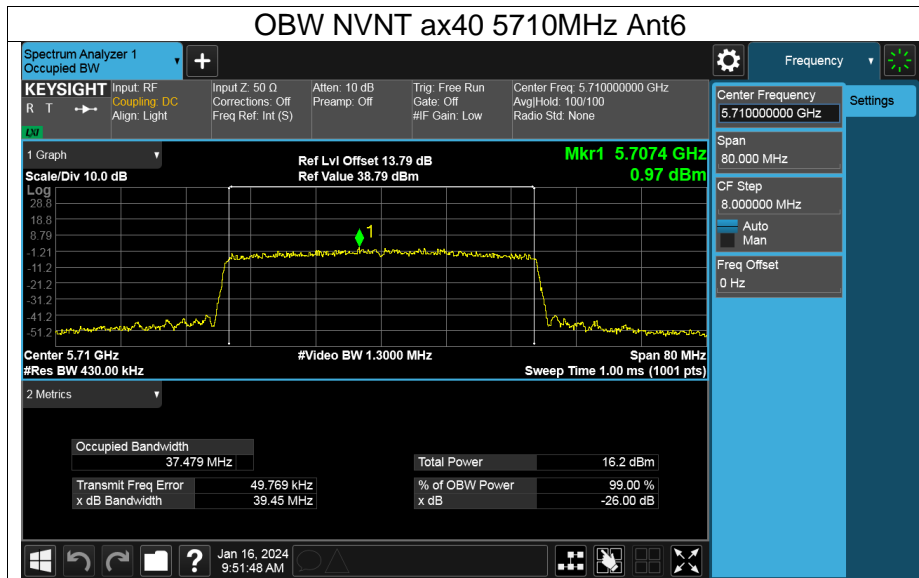 OBW NVNT ax40 5710MHz Ant6
Spectrum Analyzer 1
Occupied BW
+
Frequency
KEYSIGHT
R T
LXI
Input: RF
Coupling: DC
Align: Light
Input Z: 50 Ω
Corrections: Off
Freq Ref: Int (S)
Atten: 10 dB
Preamp: Off
Trig: Free Run
Gate: Off
#IF Gain: Low
Center Freq: 5.710000000 GHz
Avg|Hold: 100/100
Radio Std: None
Center Frequency
5.710000000 GHz
Settings
Span
80.000 MHz
CF Step
8.000000 MHz
Auto
Man
Freq Offset
0 Hz
1 Graph
Ref Lvl Offset 13.79 dB
Mkr1 5.7074 GHz
Scale/Div 10.0 dB
Ref Value 38.79 dBm
0.97 dBm
Log
28.8
18.8
8.79
-1.21
-11.2
-21.2
-31.2
-41.2
-51.2
1
Center 5.71 GHz
#Video BW 1.3000 MHz
Span 80 MHz
#Res BW 430.00 kHz
Sweep Time 1.00 ms (1001 pts)
2 Metrics
Occupied Bandwidth
37.479 MHz
Total Power 16.2 dBm
Transmit Freq Error 49.769 kHz
% of OBW Power 99.00 %
x dB Bandwidth 39.45 MHz
x dB -26.00 dB
?
Jan 16, 2024
9:51:48 AM